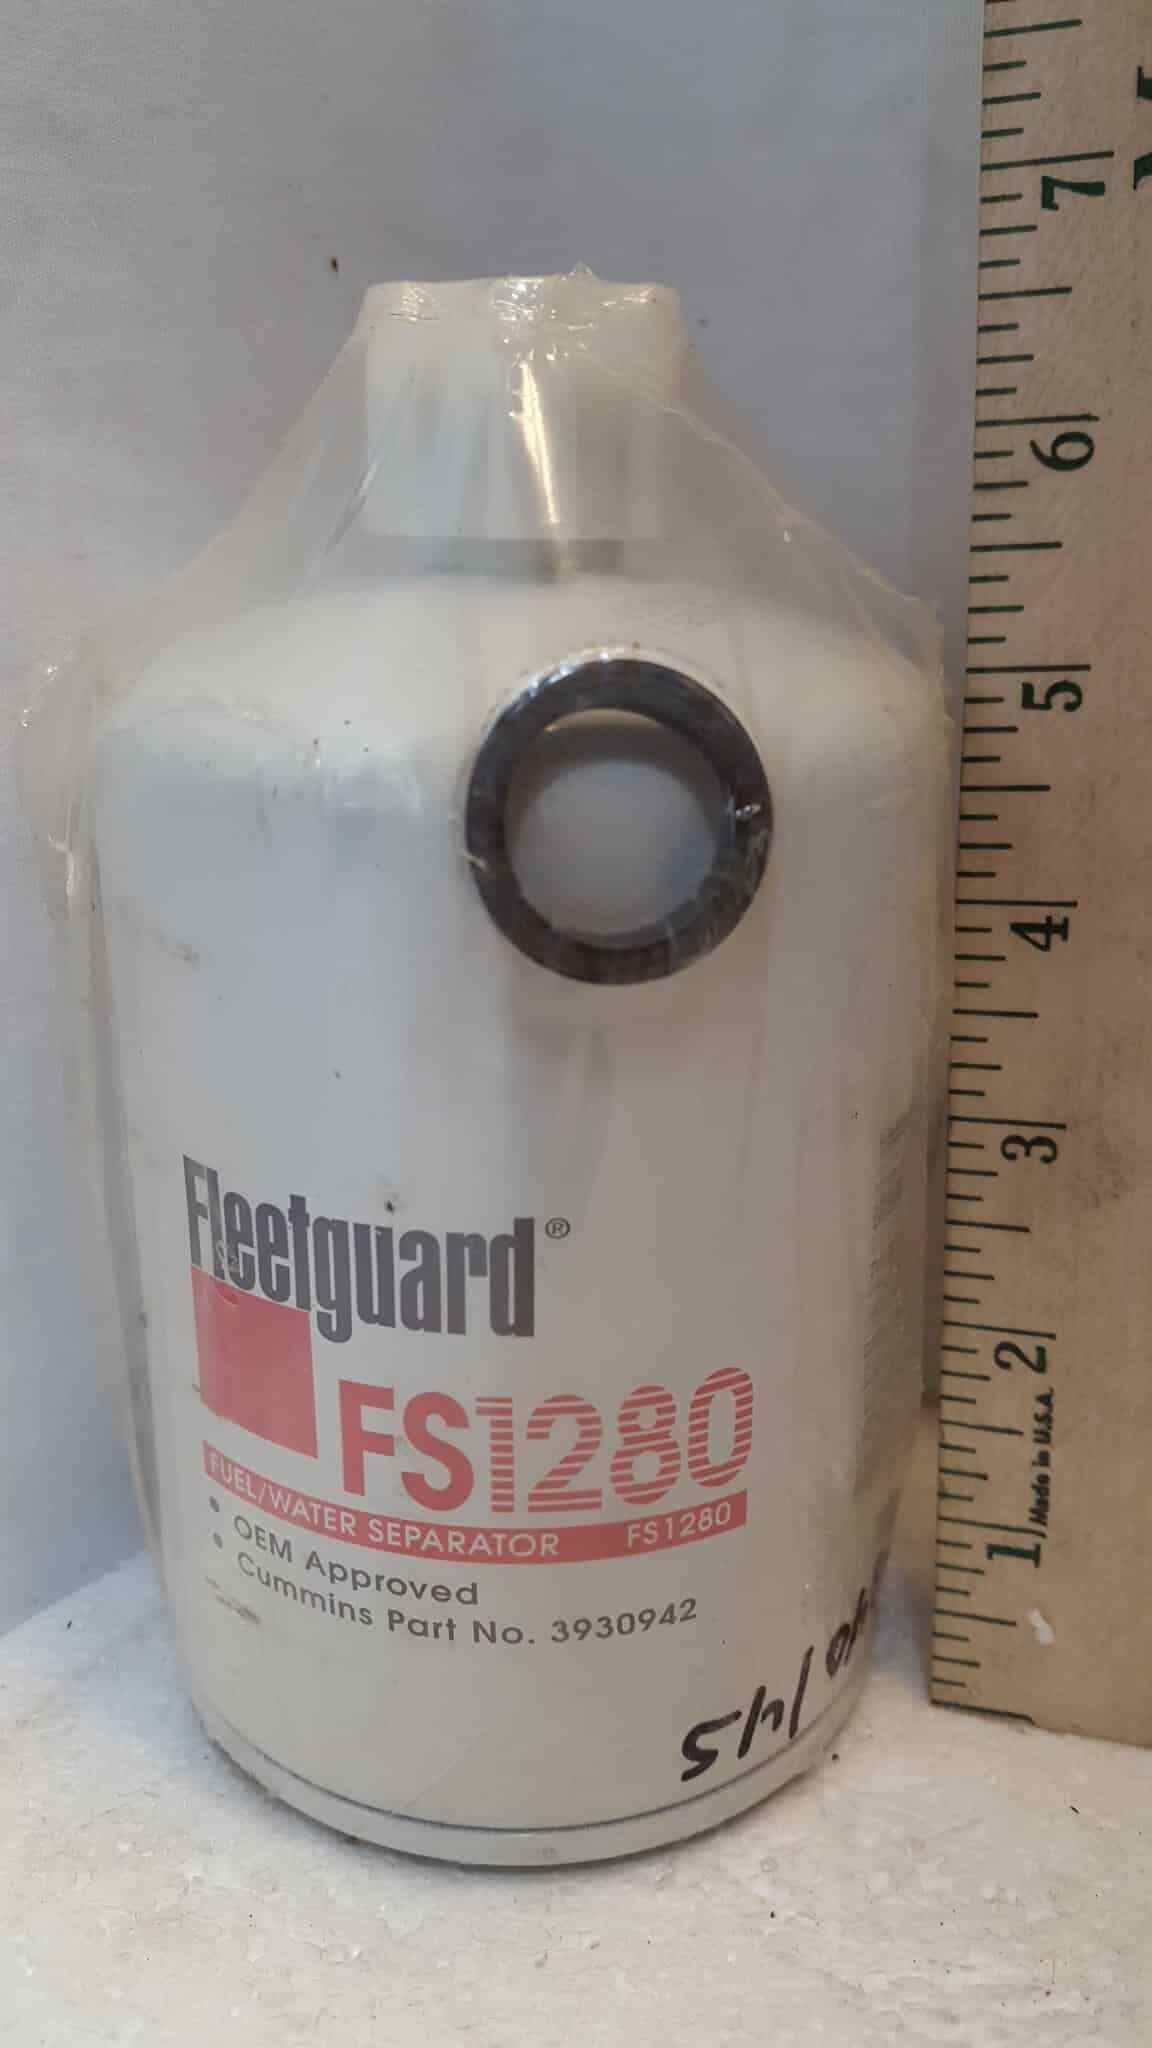 Fleetguard®
FS1280
FUEL/WATER SEPARATOR FS1280
• OEM Approved
• Cummins Part No. 3930942
7
6
5
4
3
2
1
Made in U.S.A.